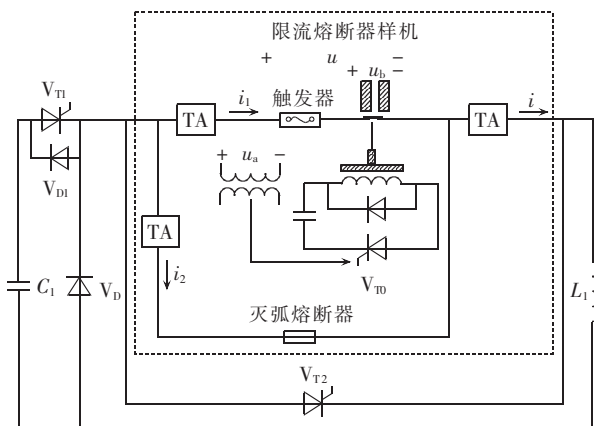 限流熔断器样机
+ u −
+ u_b −
V_T1
i_1
触发器
i
TA
TA
+ u_a −
V_D1
TA
i_2
V_T0
C_1
V_D
L_1
灭弧熔断器
V_T2